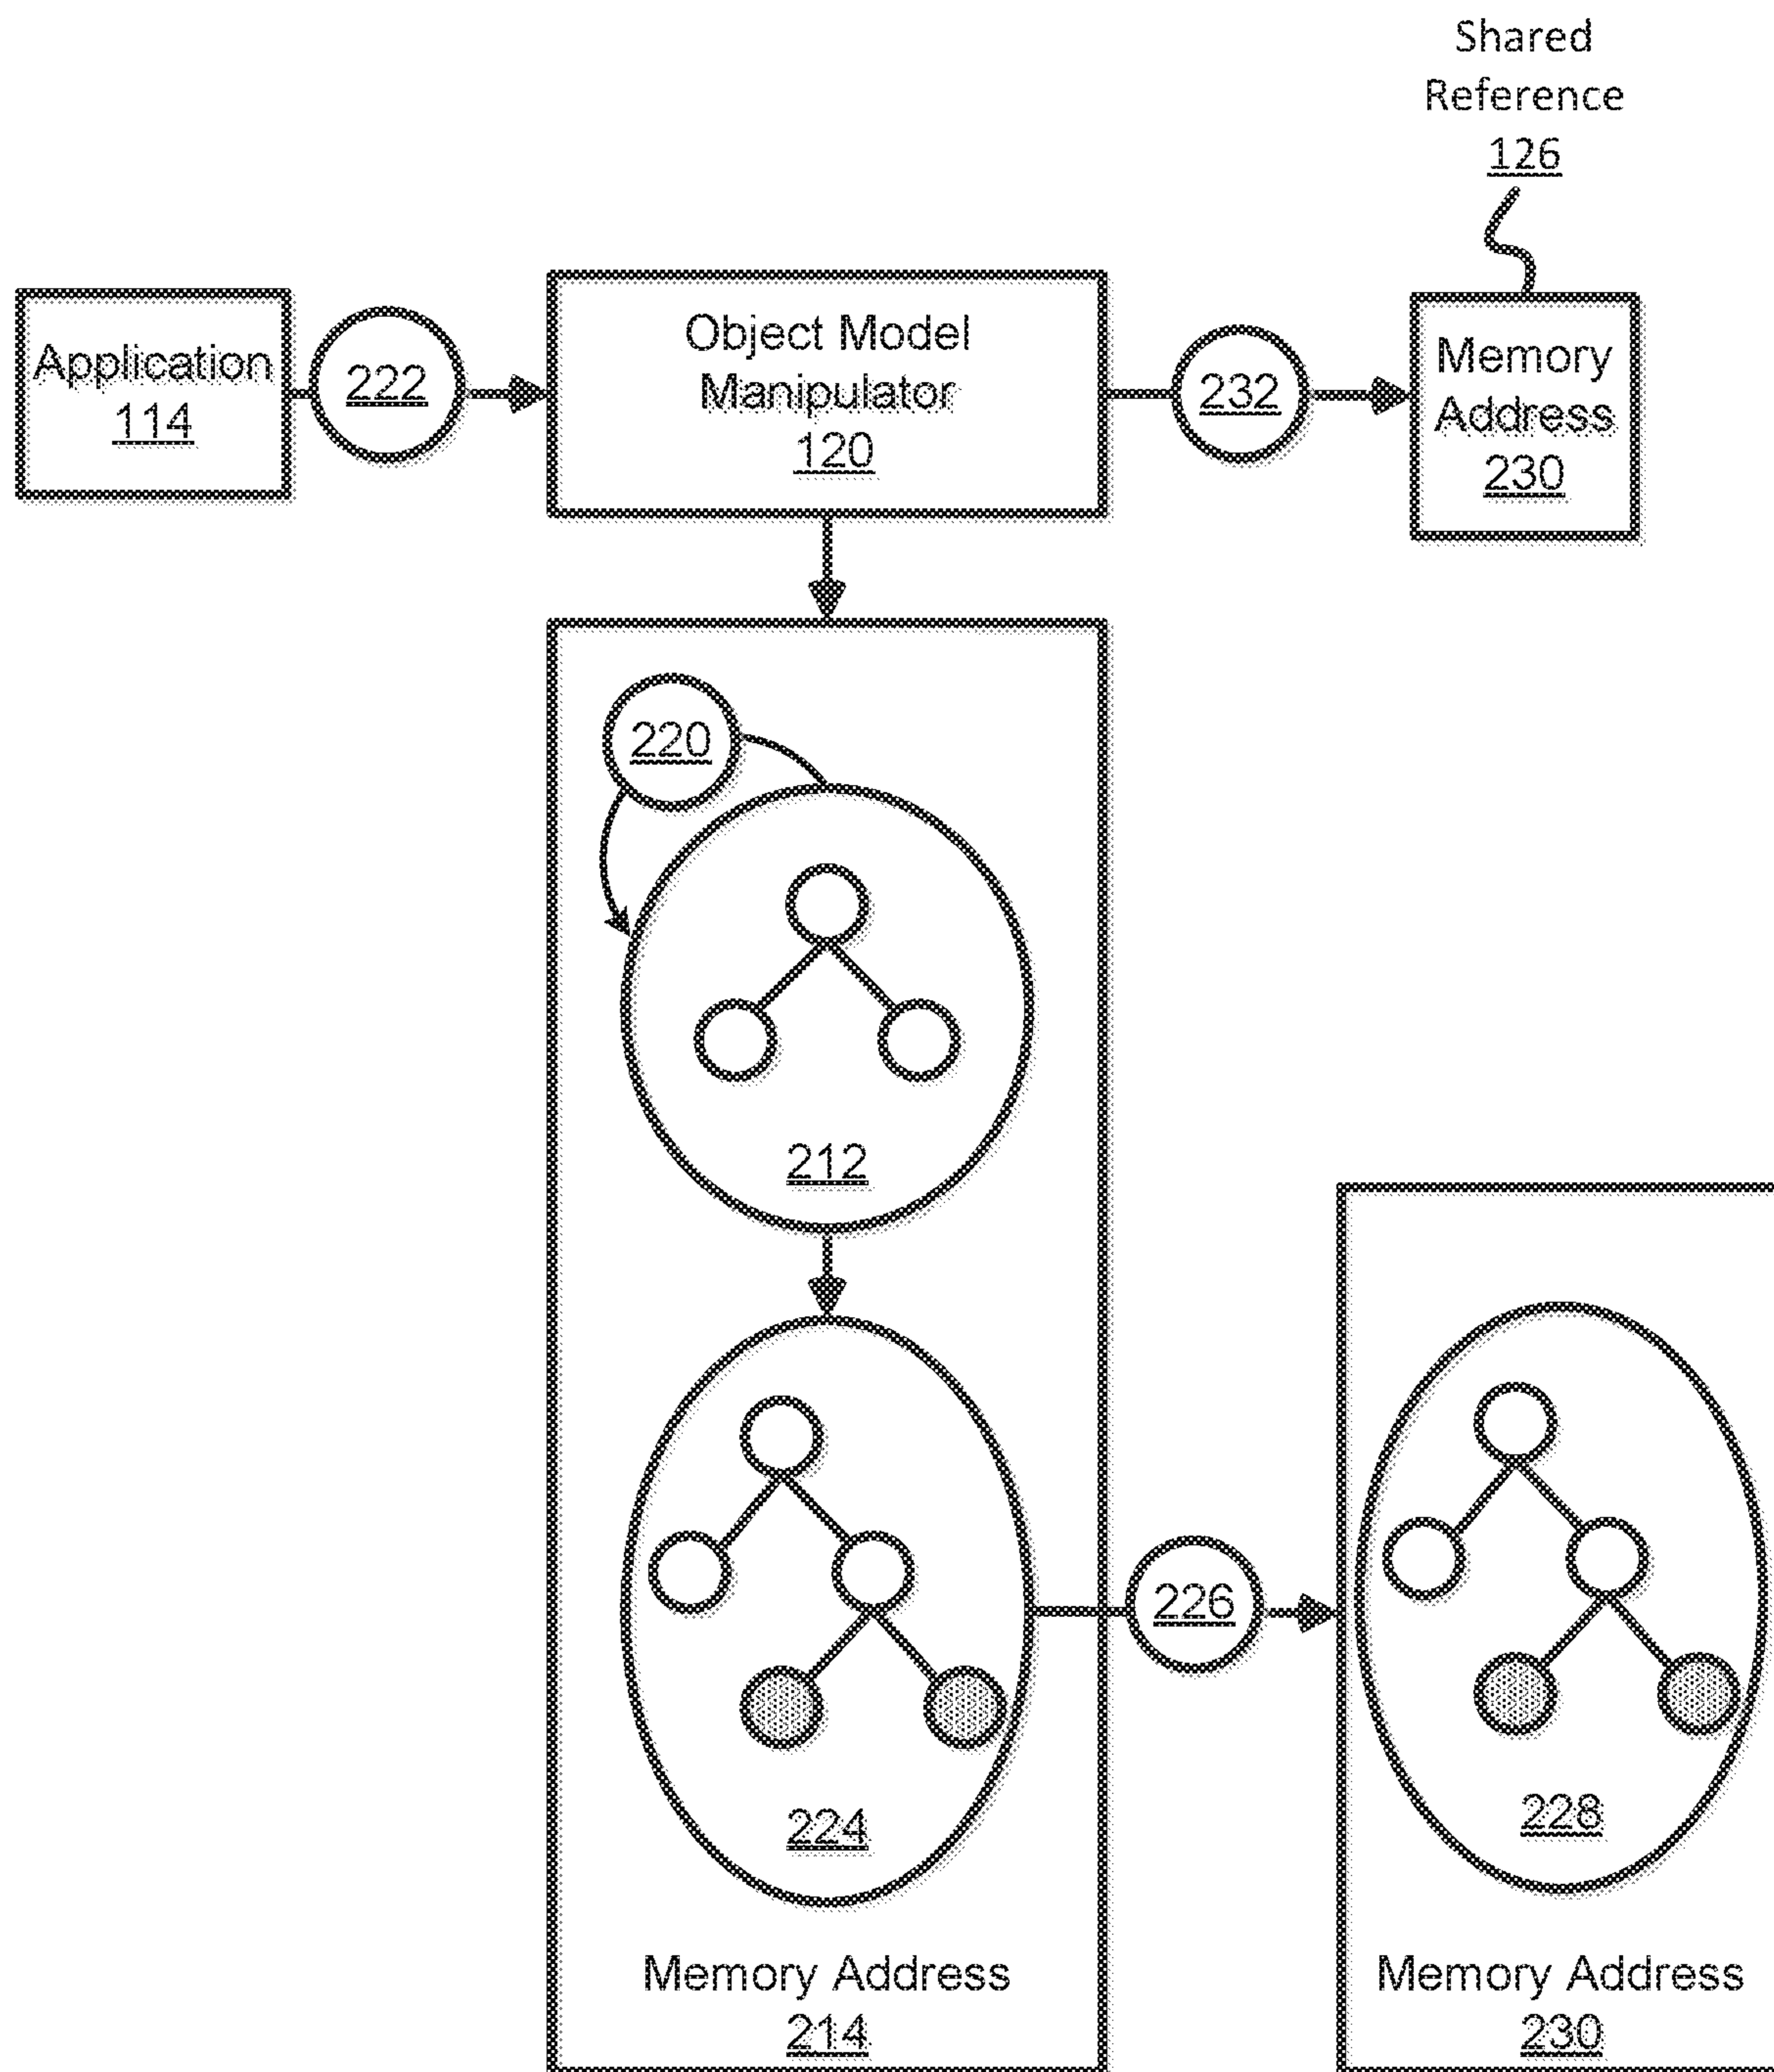 Shared
Reference
126
Application
114
222
Object Model
Manipulator
120
232
Memory
Address
230
220
212
224
226
228
Memory Address
214
Memory Address
230